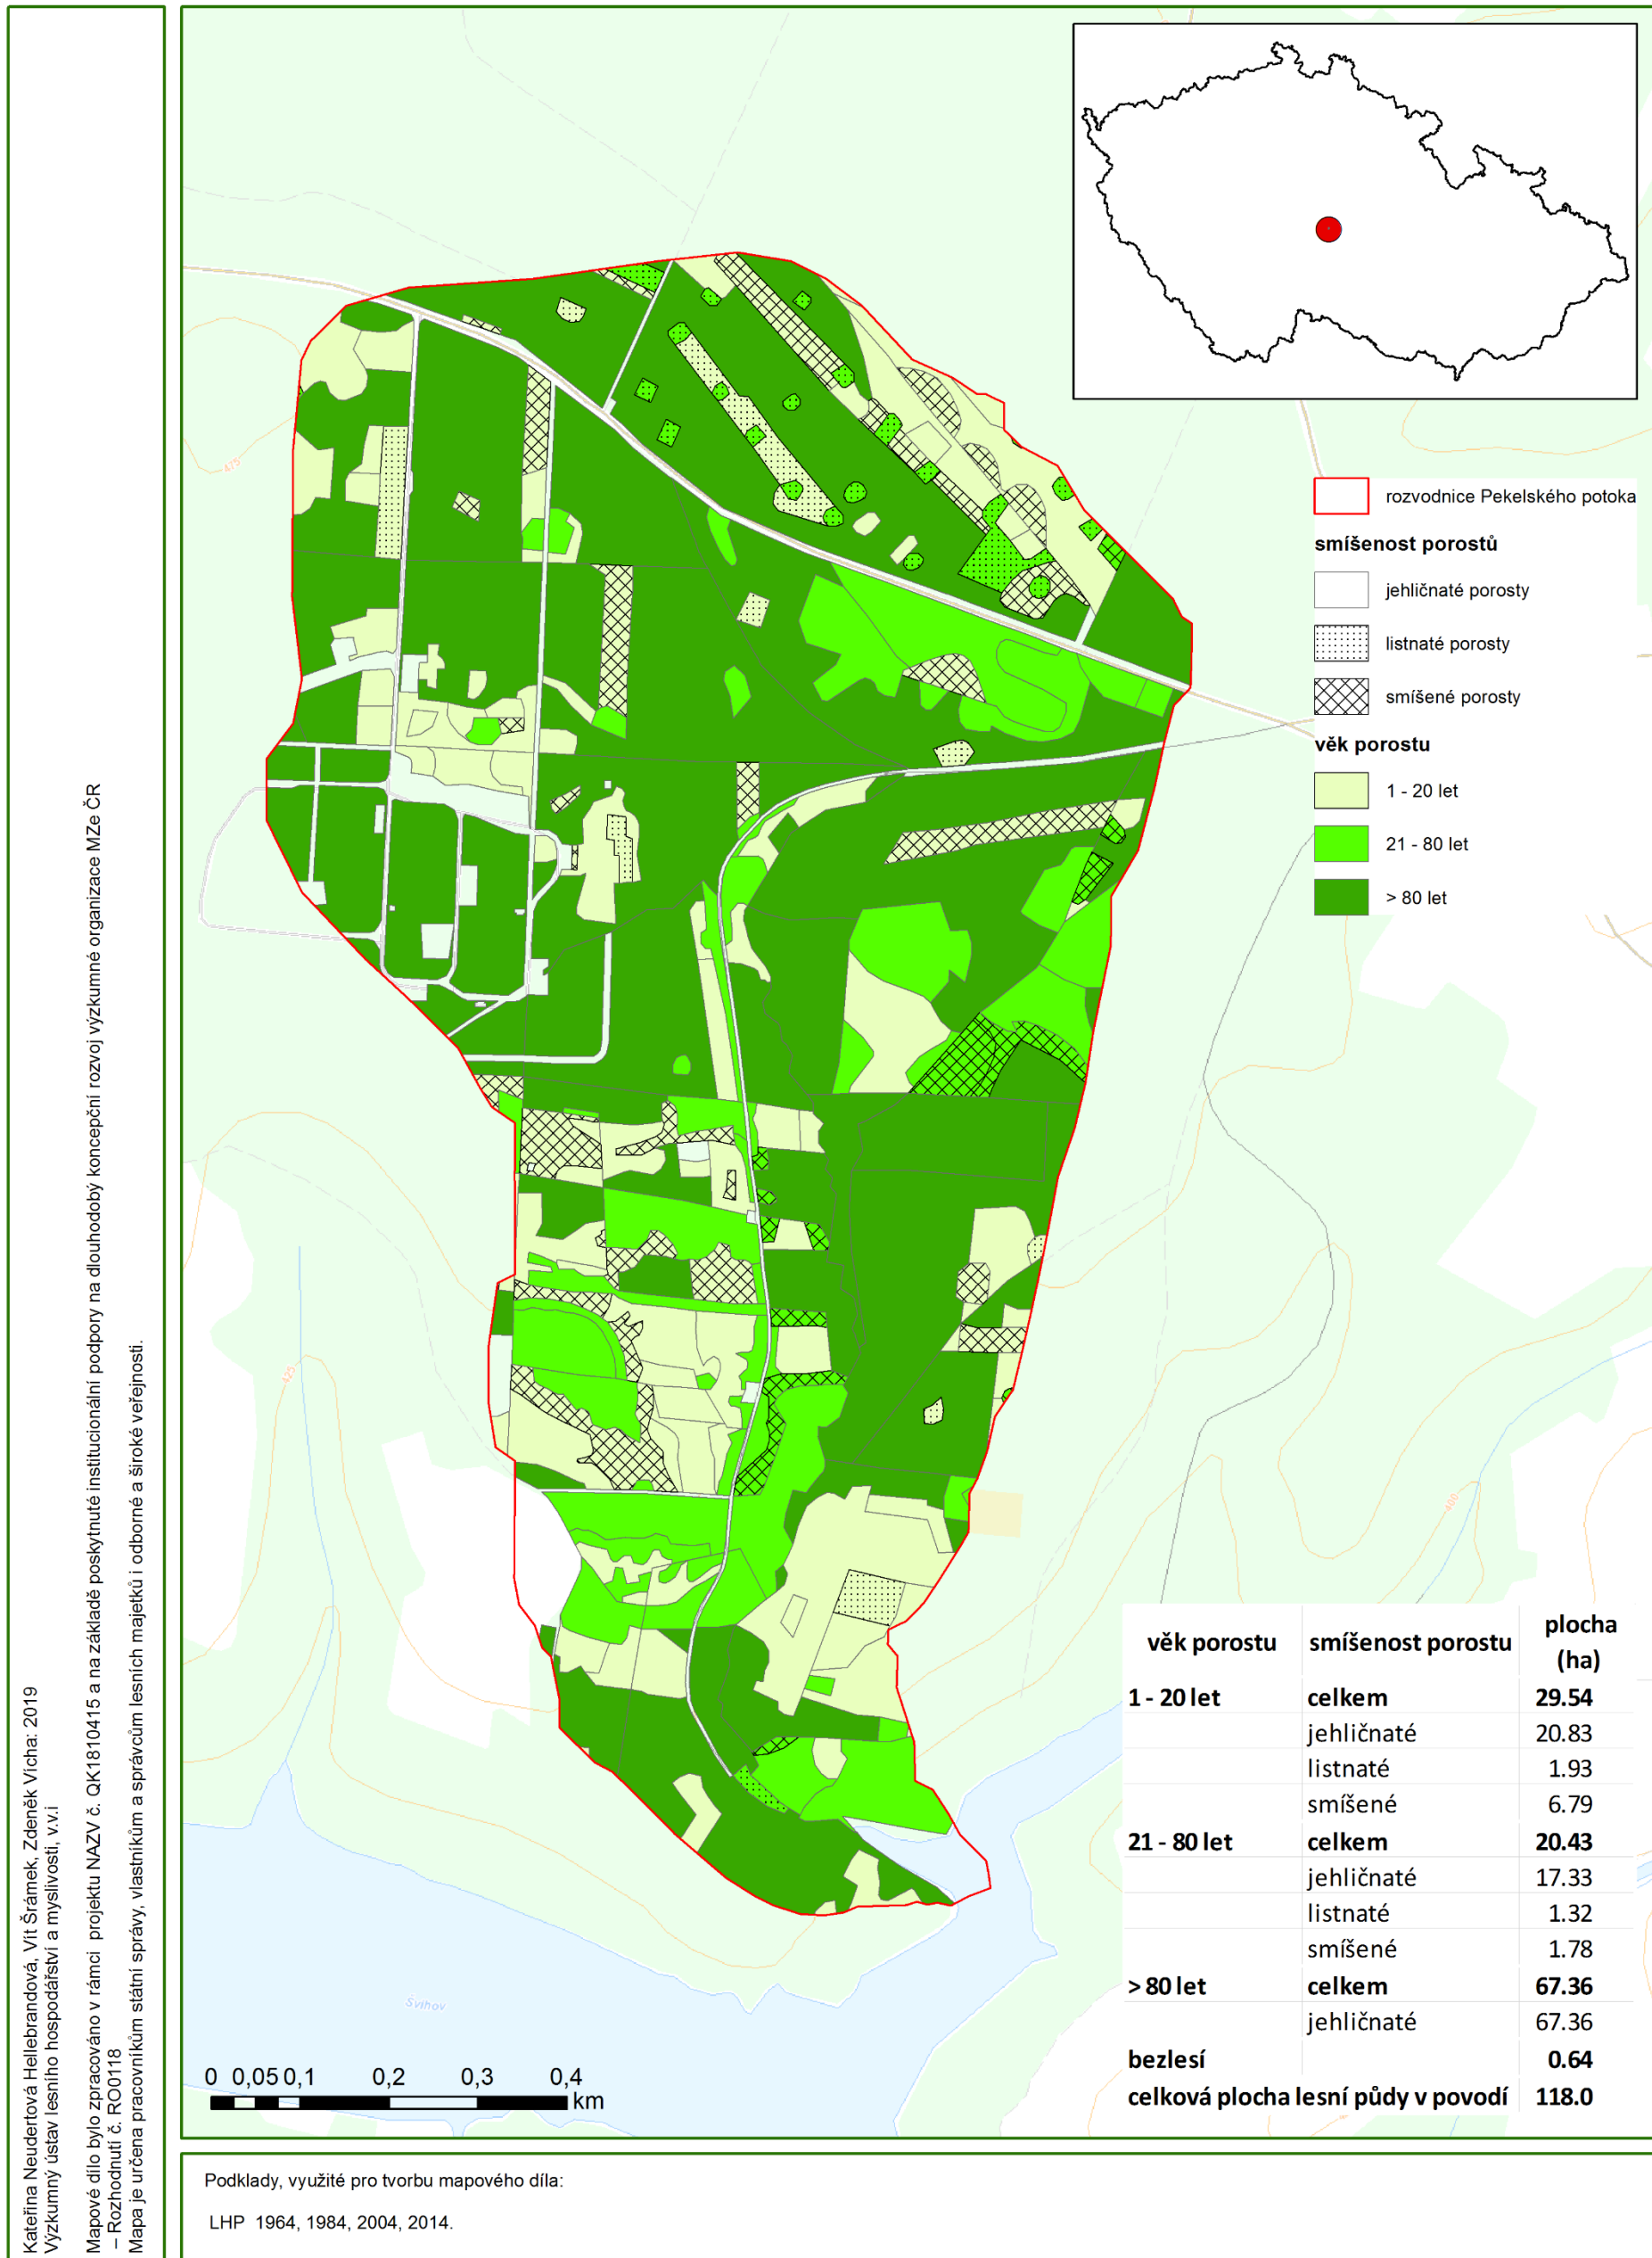 Kateřina Neudertová Hellebrandová, Vít Šrámek, Zdeněk Vícha: 2019
Výzkumný ústav lesního hospodářství a myslivosti, v.v.i
Mapové dílo bylo zpracováno v rámci projektu NAZV č. QK1810415 a na základě poskytnuté institucionální podpory na dlouhodobý koncepční rozvoj výzkumné organizace MZe ČR
– Rozhodnutí č. RO0118
Mapa je určena pracovníkům státní správy, vlastníkům a správcům lesních majetků i odborné a široké veřejnosti.
475
425
400
Švihov
rozvodnice Pekelského potoka
smíšenost porostů
jehličnaté porosty
listnaté porosty
smíšené porosty
věk porostu
1 - 20 let
21 - 80 let
> 80 let
věk porostu smíšenost porostu plocha (ha)
1 - 20 let celkem 29.54
jehličnaté 20.83
listnaté 1.93
smíšené 6.79
21 - 80 let celkem 20.43
jehličnaté 17.33
listnaté 1.32
smíšené 1.78
> 80 let celkem 67.36
jehličnaté 67.36
bezlesí 0.64
celková plocha lesní půdy v povodí 118.0
0 0,05 0,1 0,2 0,3 0,4
km
Podklady, využité pro tvorbu mapového díla:
LHP 1964, 1984, 2004, 2014.